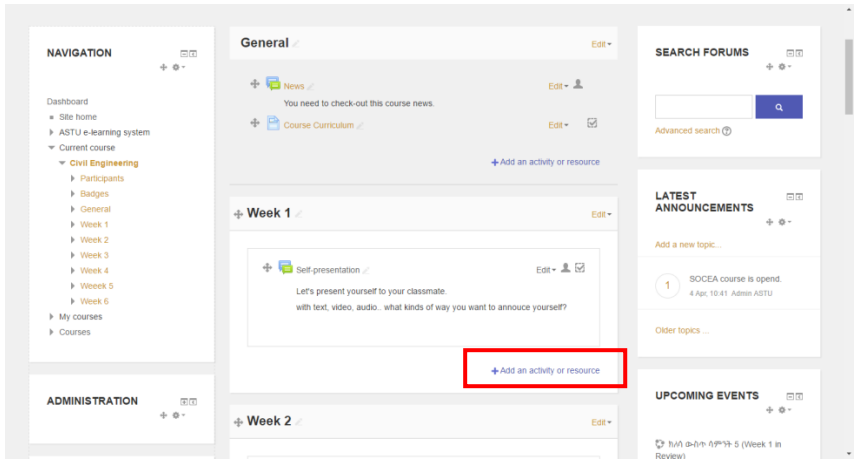 NAVIGATION
Dashboard
Site home
ASTU e-learning system
Current course
Civil Engineering
Participants
Badges
General
Week 1
Week 2
Week 3
Week 4
Weeek 5
Week 6
My courses
Courses
ADMINISTRATION
General
Edit
News
Edit
You need to check-out this course news.
Course Curriculum
Edit
+Add an activity or resource
Week 1
Edit
Self-presentation
Edit
Let's present yourself to your classmate.
with text, video, audio.. what kinds of way you want to annouce yourself?
+Add an activity or resource
Week 2
Edit
SEARCH FORUMS
Advanced search
LATEST
ANNOUNCEMENTS
Add a new topic...
1
SOCEA course is opend.
4 Apr, 10:41 Admin ASTU
Older topics ...
UPCOMING EVENTS
ውስጥ ሳምንት 5 (Week 1 in
Review)